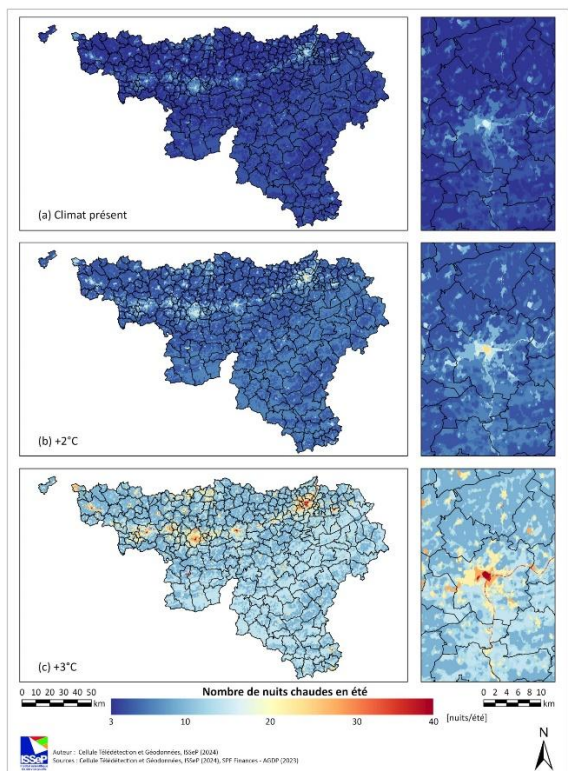 (a) Climat présent
(b) +2°C
(c) +3°C
Nombre de nuits chaudes en été
0 10 20 30 40 50
km
3 10 20 30 40
[nuits/été]
0 2 4 6 8 10
km
N
ISSeP
Auteur : Cellule Télédétection et Géodonnées, ISSeP (2024)
Sources : Cellule Télédétection et Géodonnées, ISSeP (2024), SPF Finances - AGDP (2023)